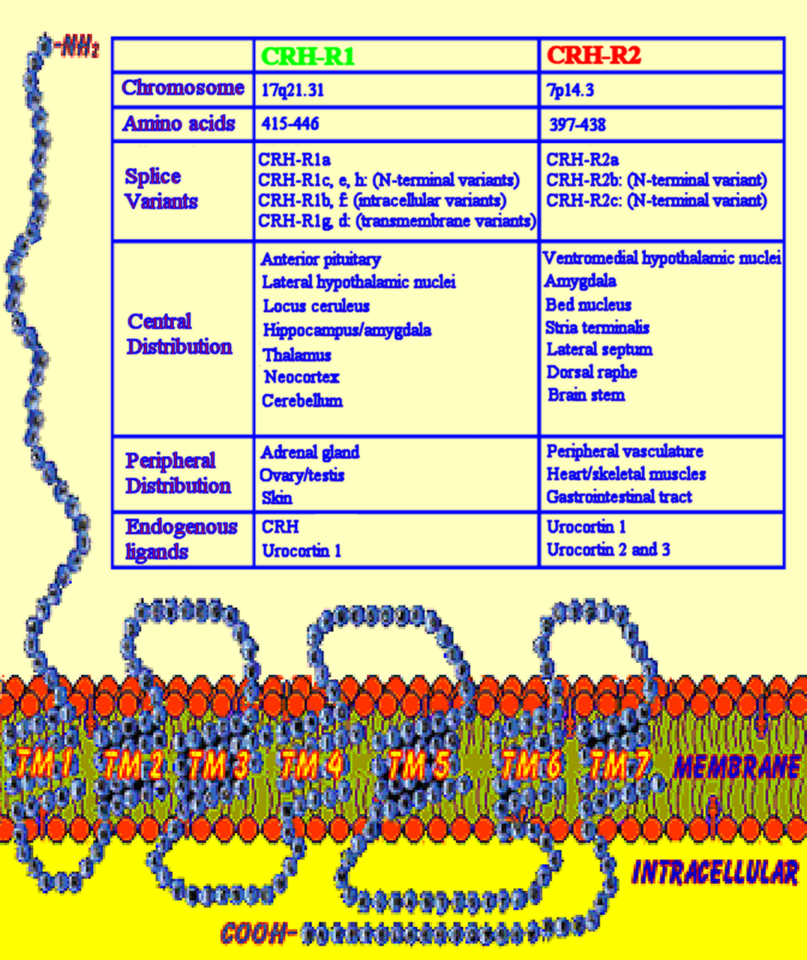 -NH2
CRH-R1
CRH-R2
Chromosome
17q21.31
7p14.3
Amino acids
415-446
397-438
Splice
Variants
CRH-R1a
CRH-R1c, e, h: (N-terminal variants)
CRH-R1b, f: (intracellular variants)
CRH-R1g, d: (transmembrane variants)
CRH-R2a
CRH-R2b: (N-terminal variant)
CRH-R2c: (N-terminal variant)
Central
Distribution
Anterior pituitary
Lateral hypothalamic nuclei
Locus ceruleus
Hippocampus/amygdala
Thalamus
Neocortex
Cerebellum
Ventromedial hypothalamic nuclei
Amygdala
Bed nucleus
Stria terminalis
Lateral septum
Dorsal raphe
Brain stem
Peripheral
Distribution
Adrenal gland
Ovary/testis
Skin
Peripheral vasculature
Heart/skeletal muscles
Gastrointestinal tract
Endogenous
ligands
CRH
Urocortin 1
Urocortin 1
Urocortin 2 and 3
TM 1
TM 2
TM 3
TM 4
TM 5
TM 6
TM 7
MEMBRANE
INTRACELLULAR
COOH-